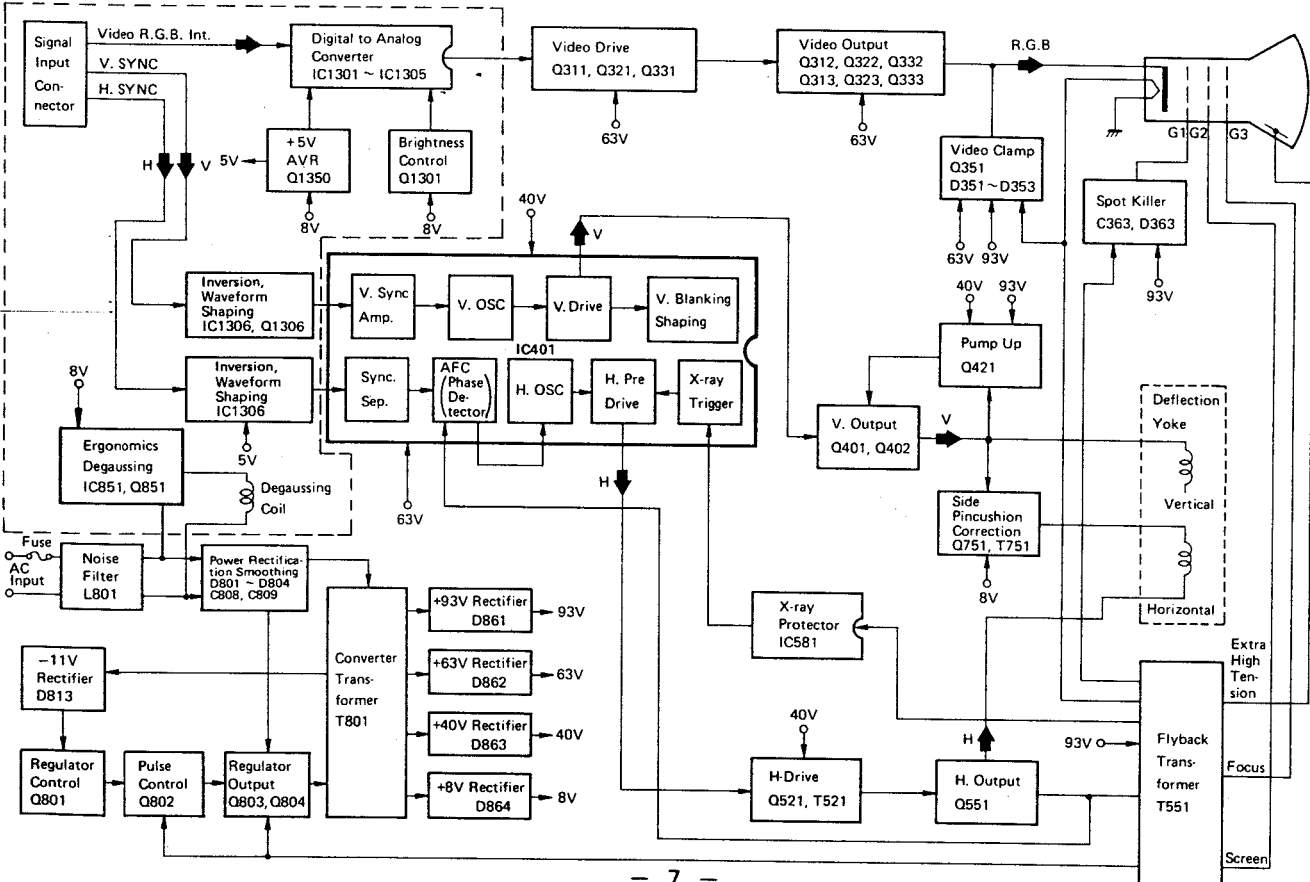 Signal
Input
Con-
nector
Video R.G.B. Int.
V. SYNC
H. SYNC
H
V
Digital to Analog
Converter
IC1301 ~ IC1305
+5V
AVR
Q1350
5V
8V
Brightness
Control
Q1301
8V
Video Drive
Q311, Q321, Q331
63V
Video Output
Q312, Q322, Q332
Q313, Q323, Q333
63V
R.G.B
G1
G2
G3
Video Clamp
Q351
D351 ~ D353
63V
93V
Spot Killer
C363, D363
93V
40V
V
Inversion,
Waveform
Shaping
IC1306, Q1306
V. Sync
Amp.
V. OSC
V. Drive
V. Blanking
Shaping
IC401
Inversion,
Waveform
Shaping
IC1306
5V
Sync.
Sep.
AFC
(Phase
De-
tector)
H. OSC
H. Pre
Drive
X-ray
Trigger
63V
H
40V
93V
Pump Up
Q421
V. Output
Q401, Q402
V
Side
Pincushion
Correction
Q751, T751
8V
Deflection
Yoke
Vertical
Horizontal
8V
Ergonomics
Degaussing
IC851, Q851
Degaussing
Coil
Fuse
AC
Input
Noise
Filter
L801
Power Rectifica-
tion Smoothing
D801 ~ D804
C808, C809
−11V
Rectifier
D813
Regulator
Control
Q801
Pulse
Control
Q802
Regulator
Output
Q803, Q804
Converter
Trans-
former
T801
+93V Rectifier
D861
93V
+63V Rectifier
D862
63V
+40V Rectifier
D863
40V
+8V Rectifier
D864
8V
X-ray
Protector
IC581
40V
H-Drive
Q521, T521
H
H. Output
Q551
93V
Flyback
Trans-
former
T551
Extra
High
Ten-
sion
Focus
Screen
— 7 —